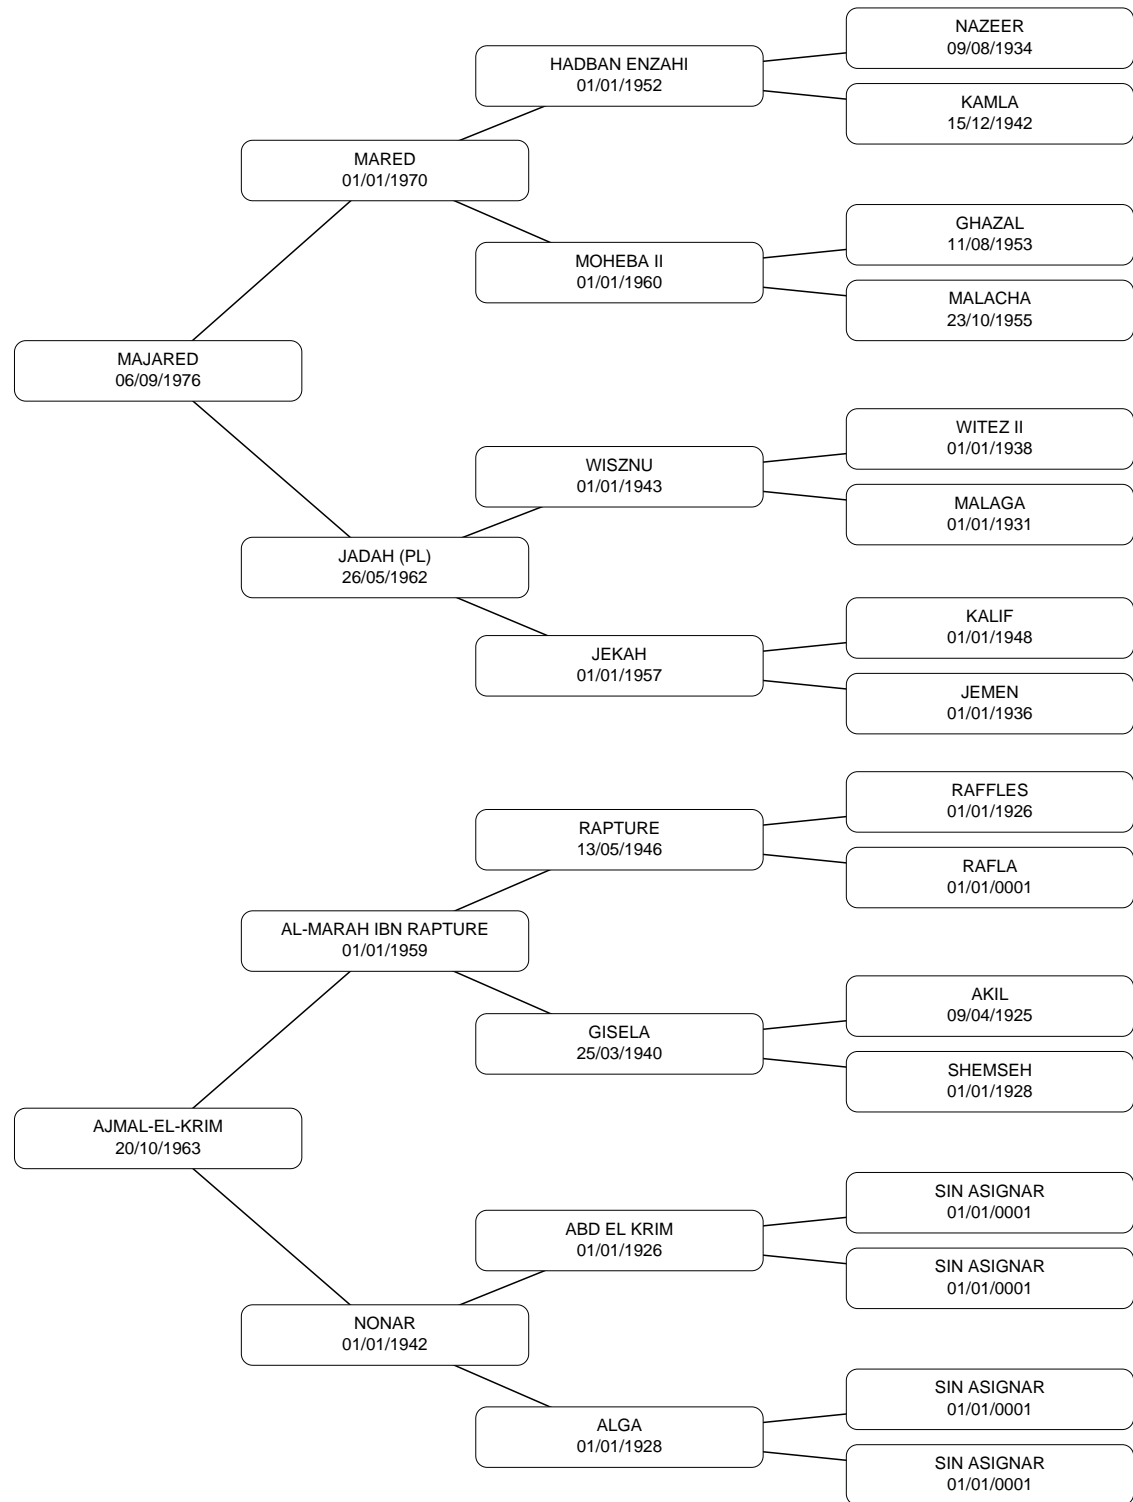 NAZEER
09/08/1934
HADBAN ENZAHI
01/01/1952
KAMLA
15/12/1942
MARED
01/01/1970
GHAZAL
11/08/1953
MOHEBA II
01/01/1960
MALACHA
23/10/1955
MAJARED
06/09/1976
WITEZ II
01/01/1938
WISZNU
01/01/1943
MALAGA
01/01/1931
JADAH (PL)
26/05/1962
KALIF
01/01/1948
JEKAH
01/01/1957
JEMEN
01/01/1936
RAFFLES
01/01/1926
RAPTURE
13/05/1946
RAFLA
01/01/0001
AL-MARAH IBN RAPTURE
01/01/1959
AKIL
09/04/1925
GISELA
25/03/1940
SHEMSEH
01/01/1928
AJMAL-EL-KRIM
20/10/1963
SIN ASIGNAR
01/01/0001
ABD EL KRIM
01/01/1926
SIN ASIGNAR
01/01/0001
NONAR
01/01/1942
SIN ASIGNAR
01/01/0001
ALGA
01/01/1928
SIN ASIGNAR
01/01/0001